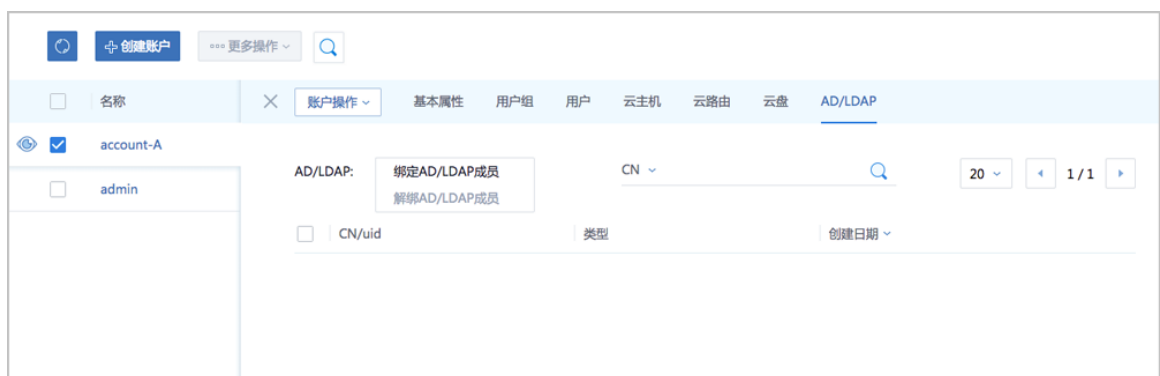 创建账户 更多操作
名称 账户操作 基本属性 用户组 用户 云主机 云路由 云盘 AD/LDAP
account-A
AD/LDAP: 绑定AD/LDAP成员 CN 20 1 / 1
admin
解绑AD/LDAP成员
CN/uid 类型 创建日期